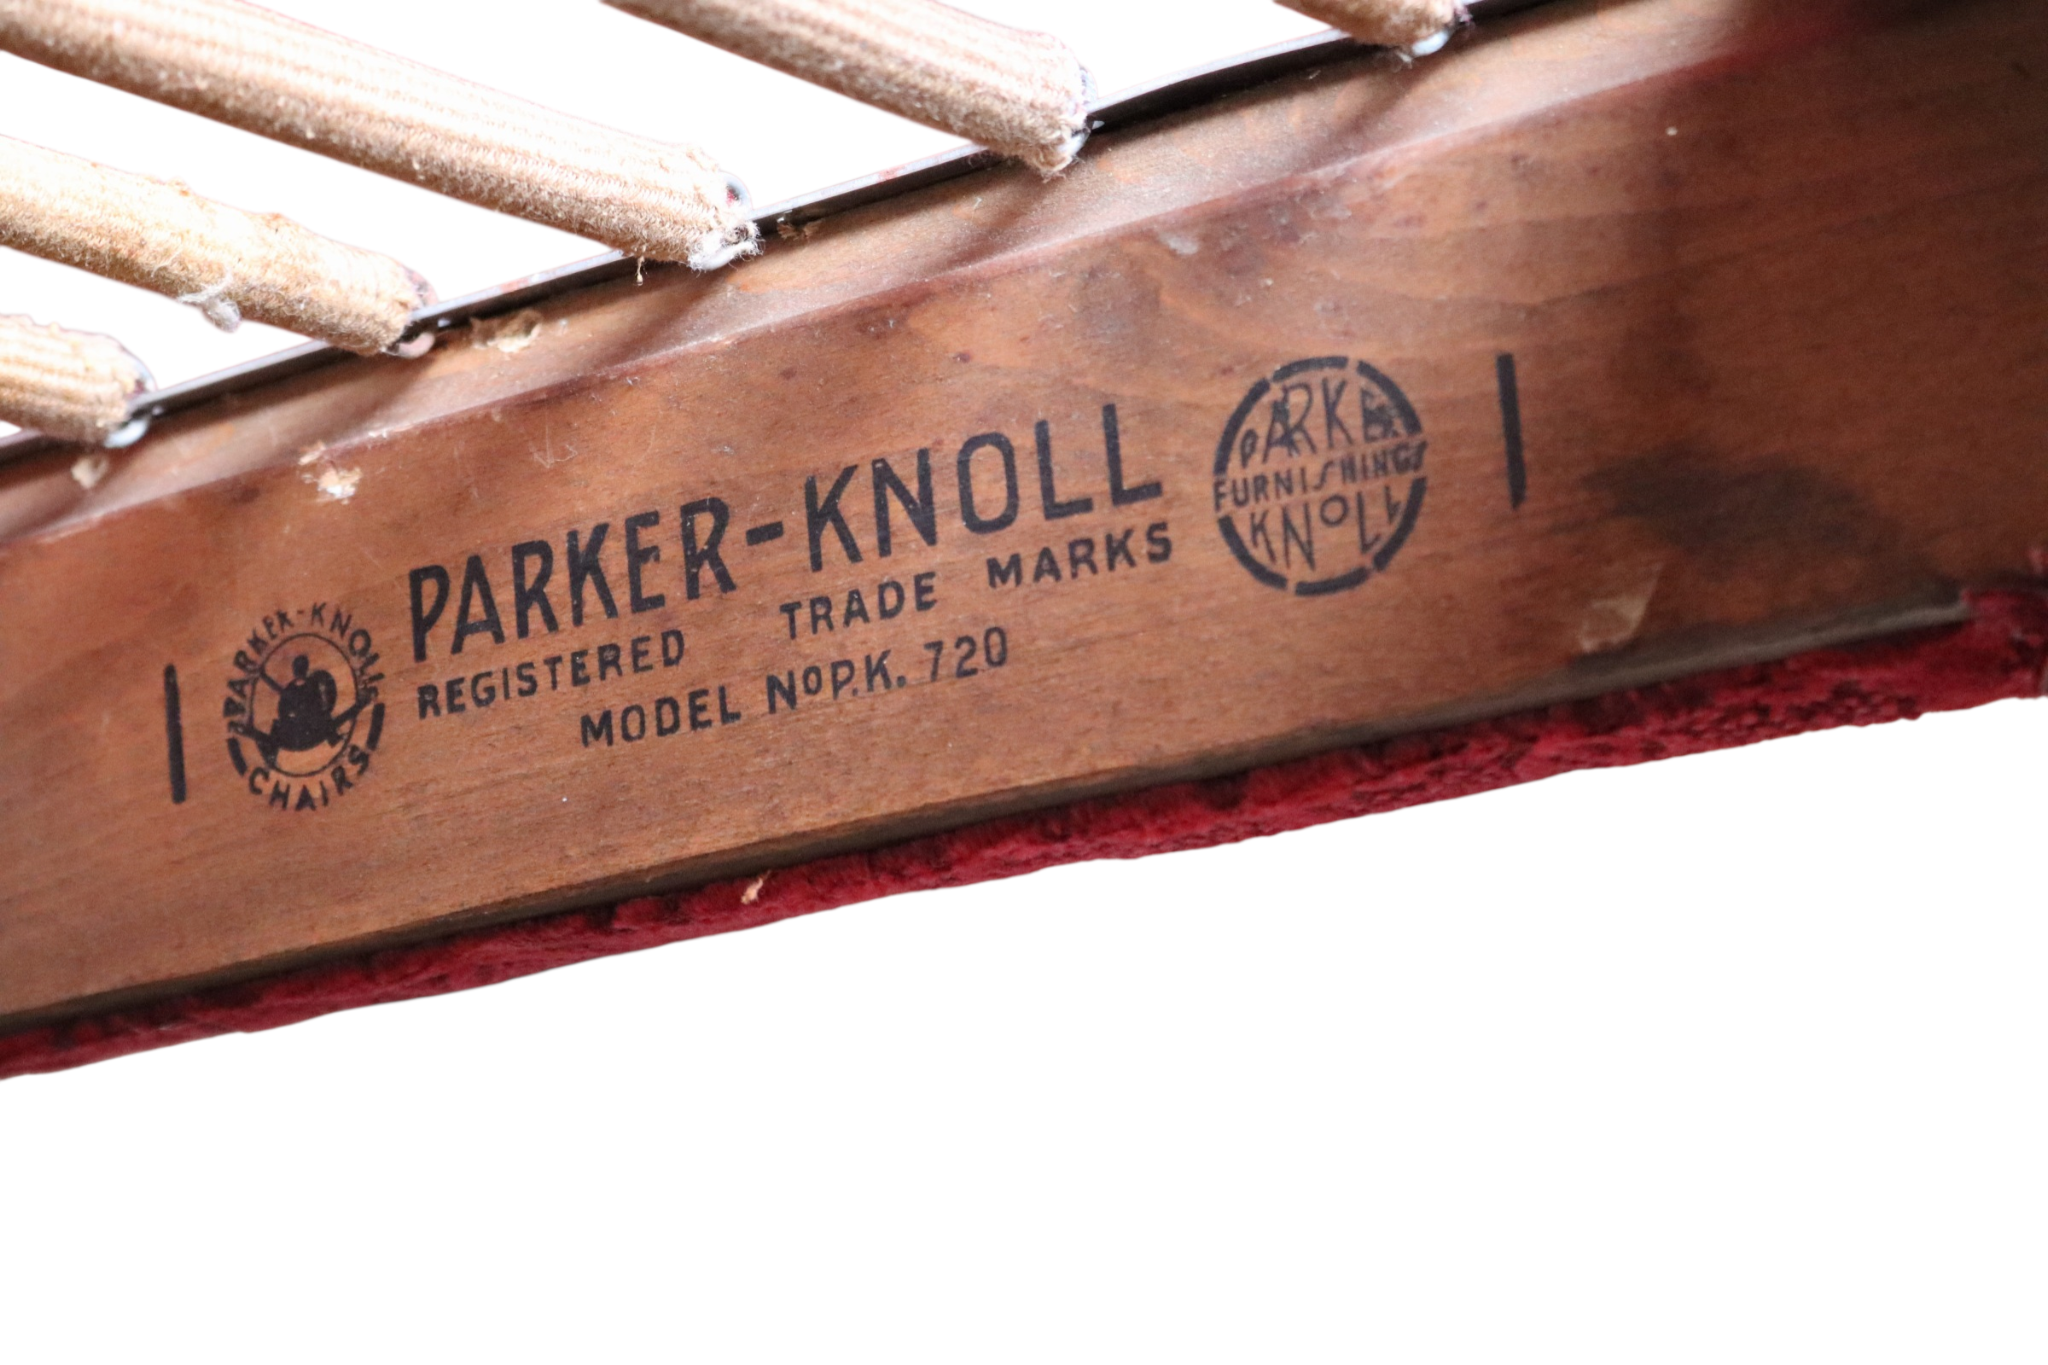 PARKER-KNOLL
CHAIRS
PARKER-KNOLL
REGISTERED TRADE MARKS
MODEL No P.K. 720
PARKER
FURNISHINGS
KNOLL